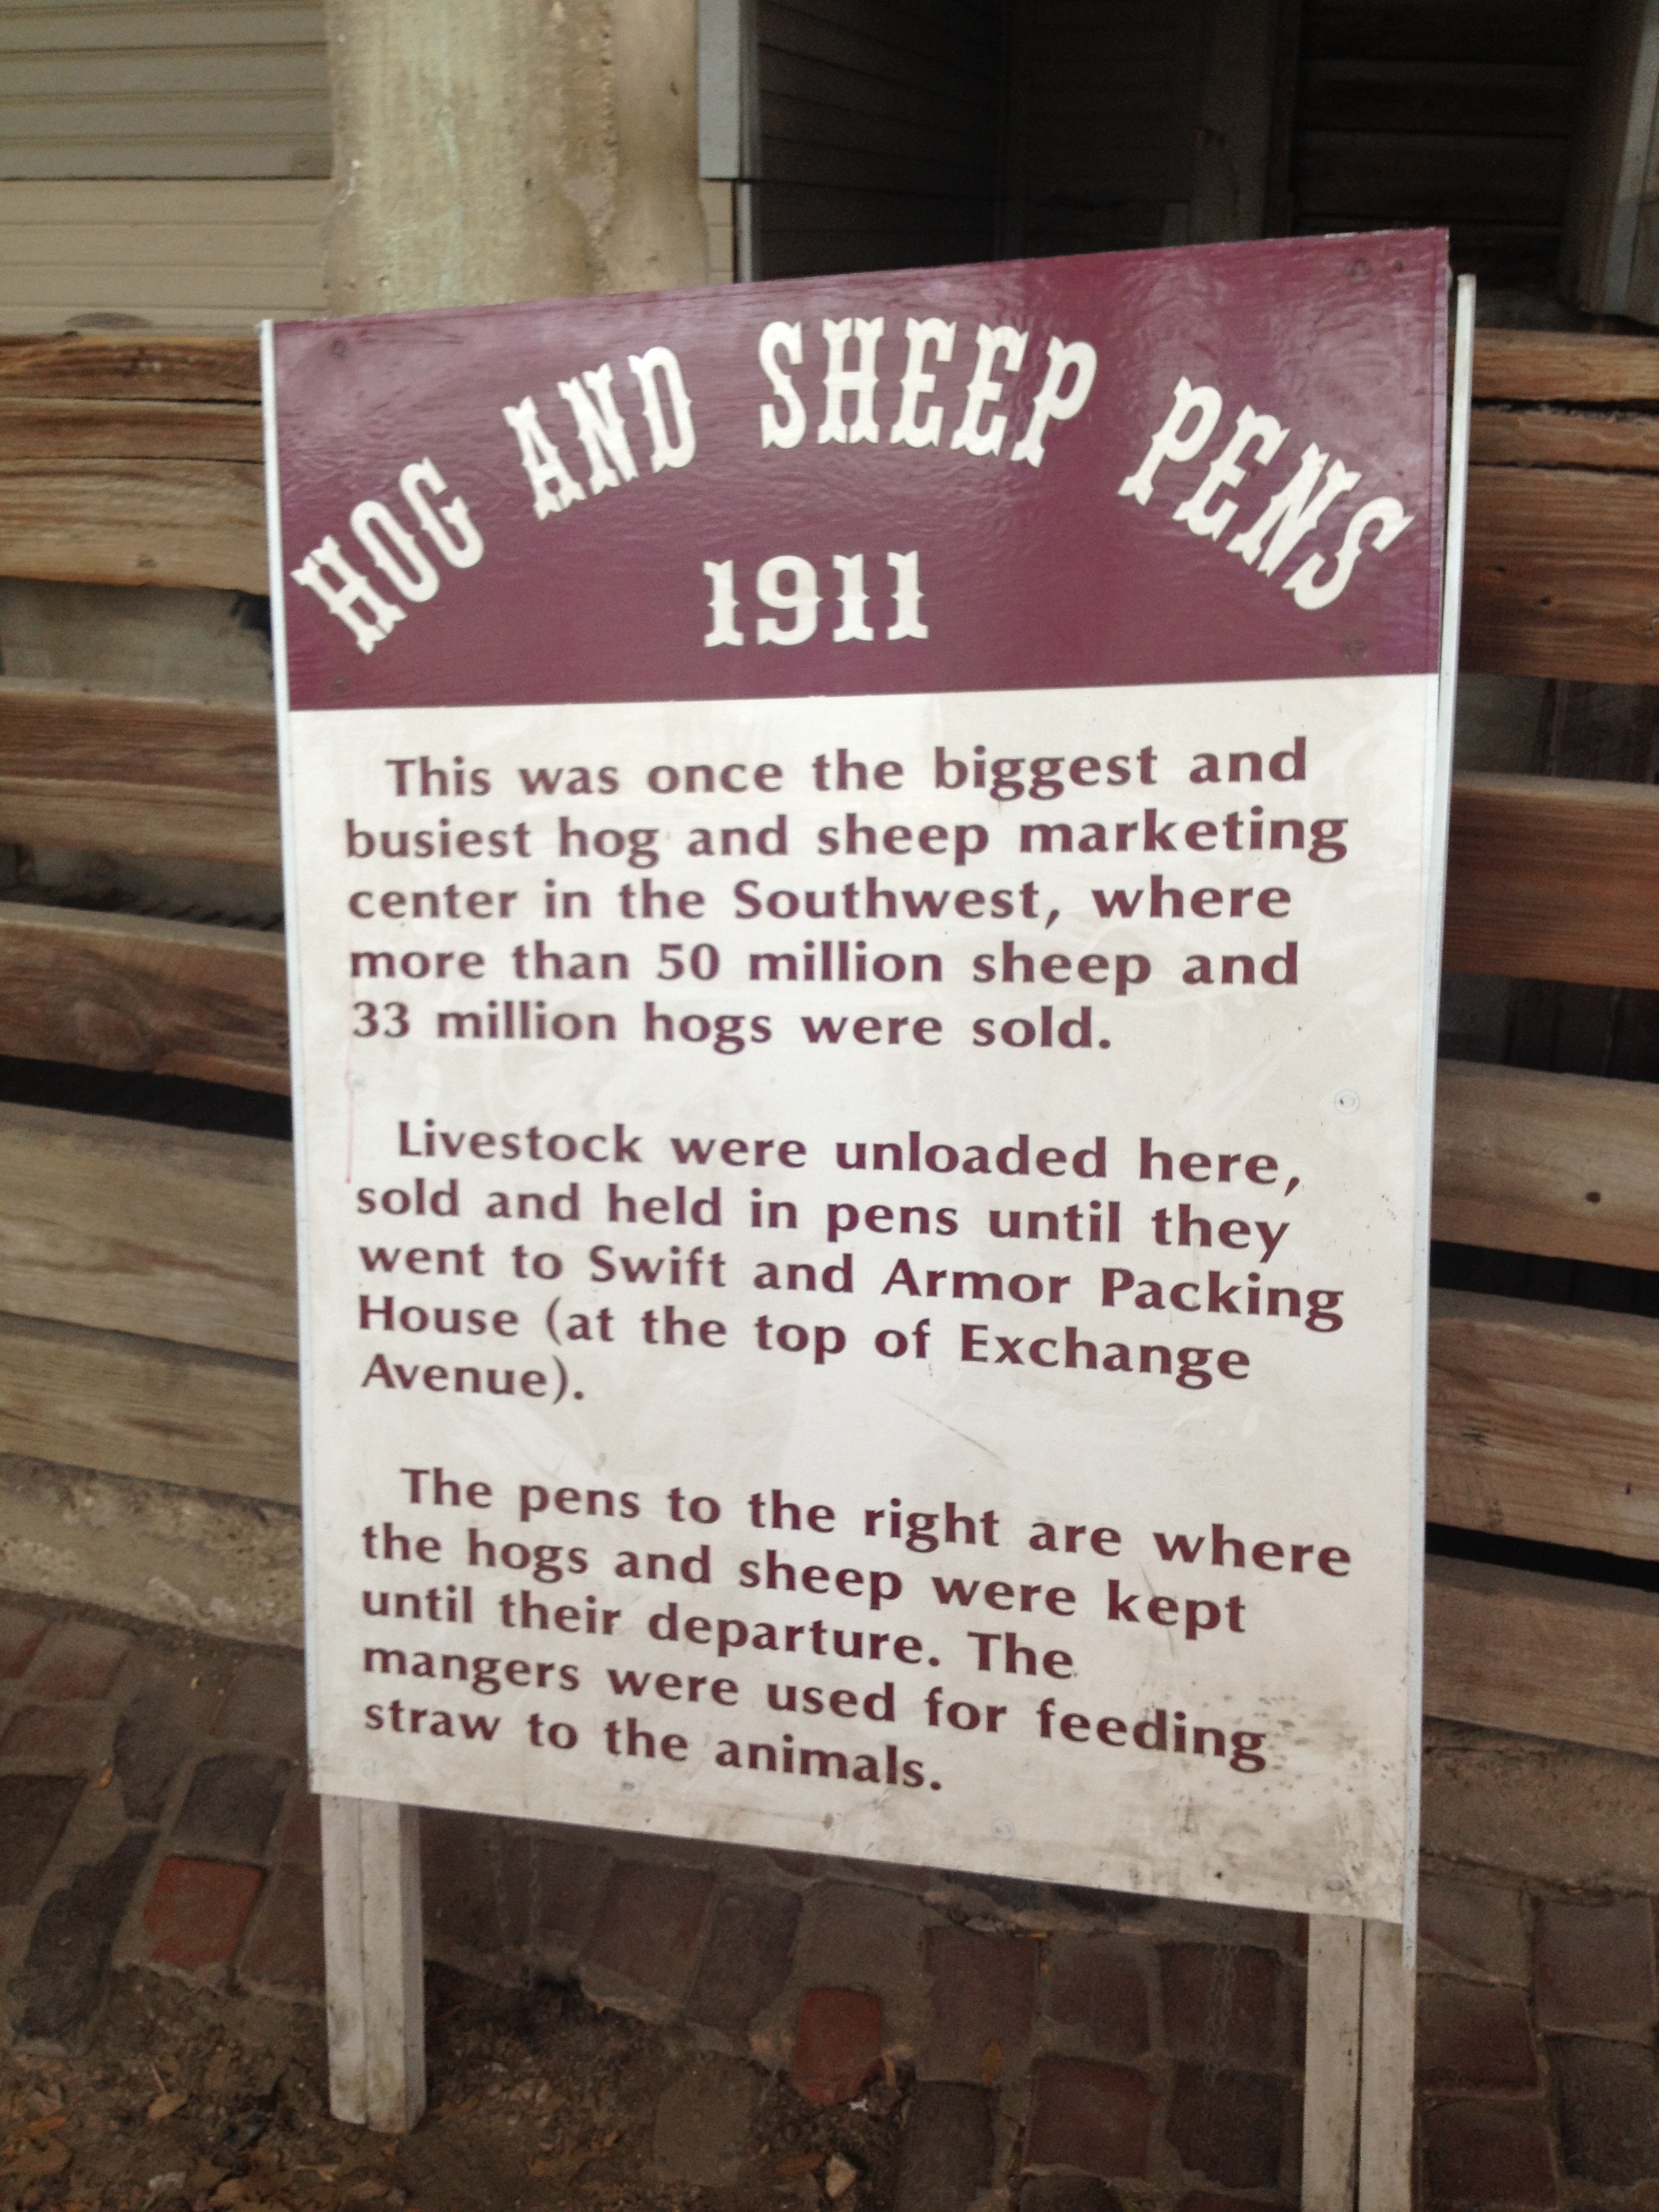 HOG AND SHEEP PENS
1911
This was once the biggest and
busiest hog and sheep marketing
center in the Southwest, where
more than 50 million sheep and
33 million hogs were sold.
Livestock were unloaded here,
sold and held in pens until they
went to Swift and Armor Packing
House (at the top of Exchange
Avenue).
The pens to the right are where
the hogs and sheep were kept
until their departure. The
mangers were used for feeding
straw to the animals.